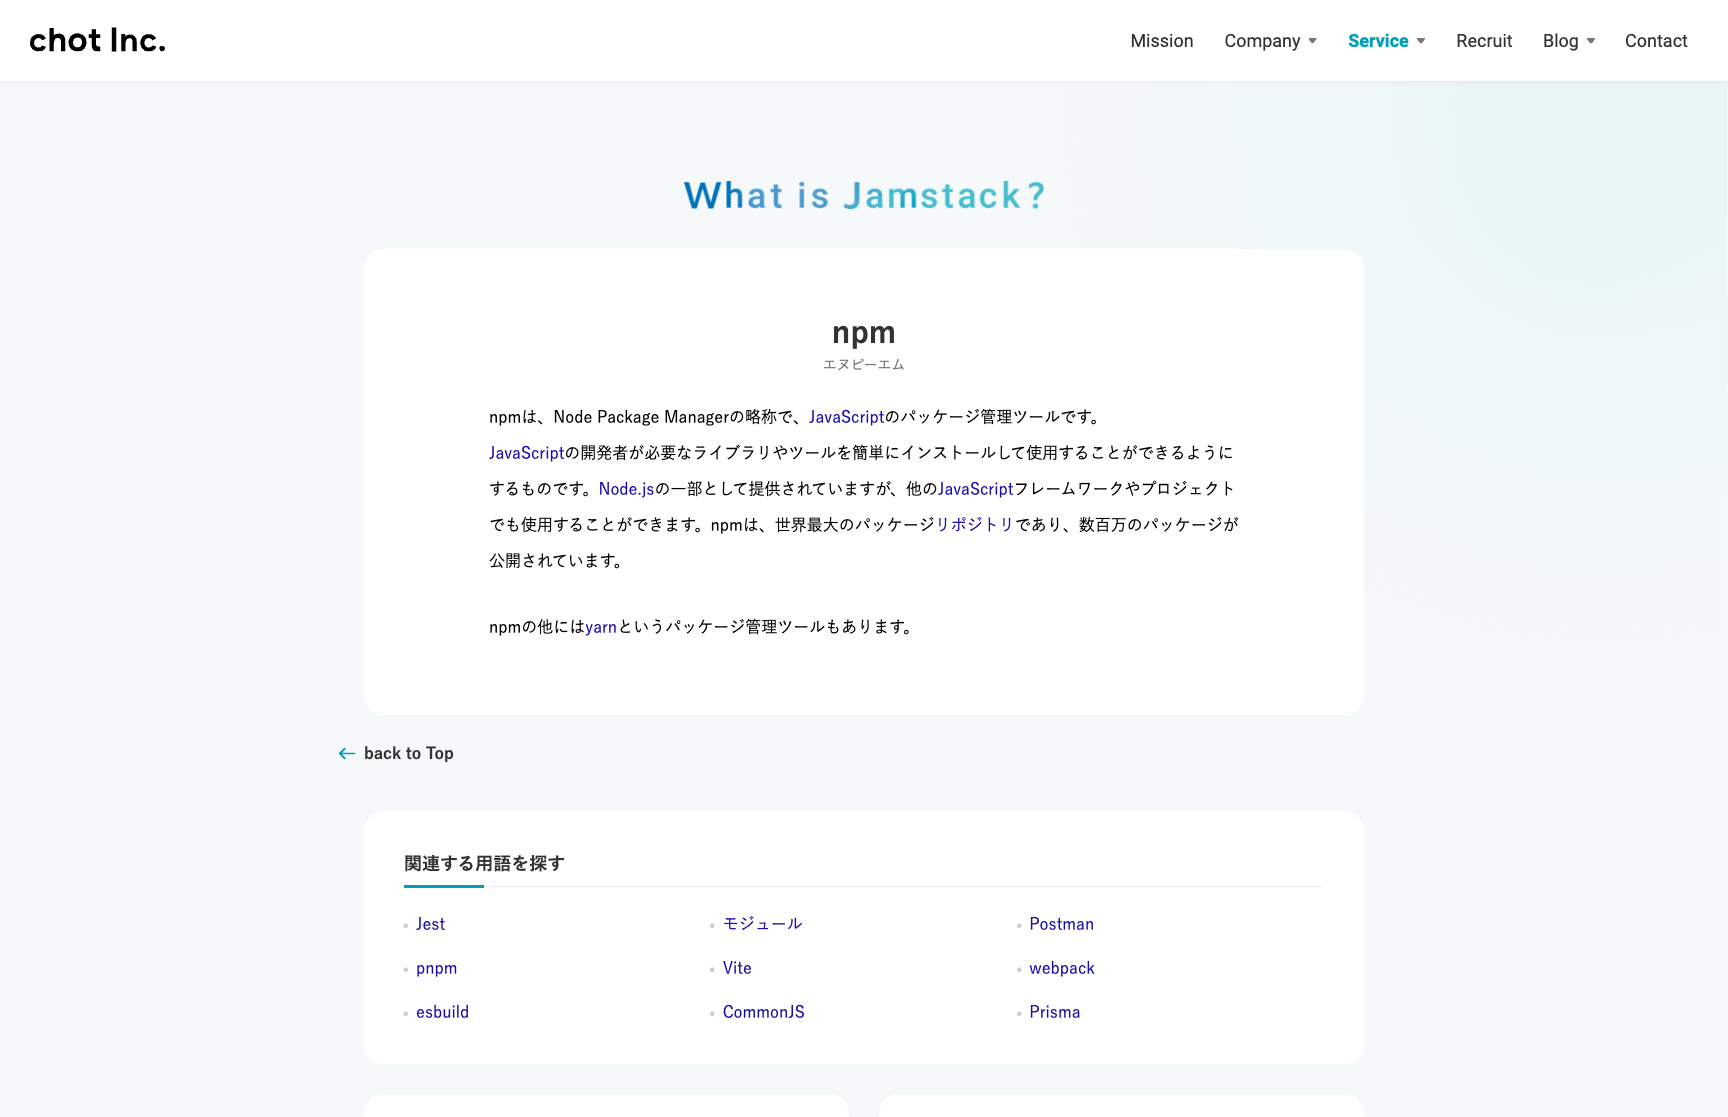 chot Inc.
Mission
Company
Service
Recruit
Blog
Contact
What is Jamstack?
npm
エヌピーエム
npmは、Node Package Managerの略称で、JavaScriptのパッケージ管理ツールです。
JavaScriptの開発者が必要なライブラリやツールを簡単にインストールして使用することができるように
するものです。Node.jsの一部として提供されていますが、他のJavaScriptフレームワークやプロジェクト
でも使用することができます。npmは、世界最大のパッケージリポジトリであり、数百万のパッケージが
公開されています。
npmの他にはyarnというパッケージ管理ツールもあります。
back to Top
関連する用語を探す
Jest
モジュール
Postman
pnpm
Vite
webpack
esbuild
CommonJS
Prisma